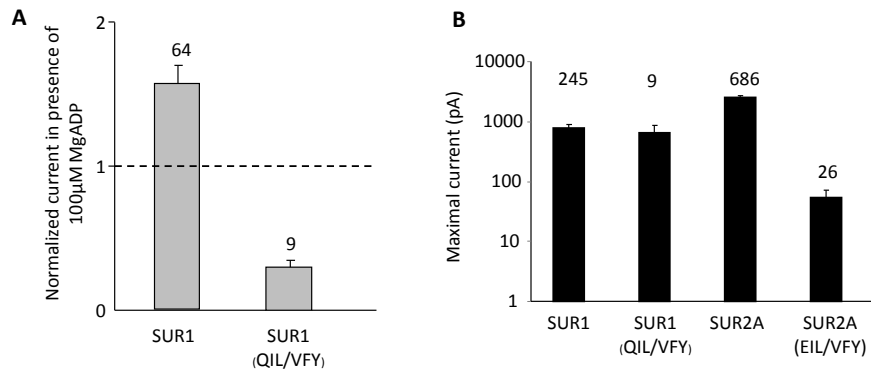 A
Normalized current in presence of
100μM MgADP
2
1
0
64
9
SUR1
SUR1
(QIL/VFY)
B
Maximal current (pA)
10000
1000
100
10
1
245
9
686
26
SUR1
SUR1
(QIL/VFY)
SUR2A
SUR2A
(EIL/VFY)